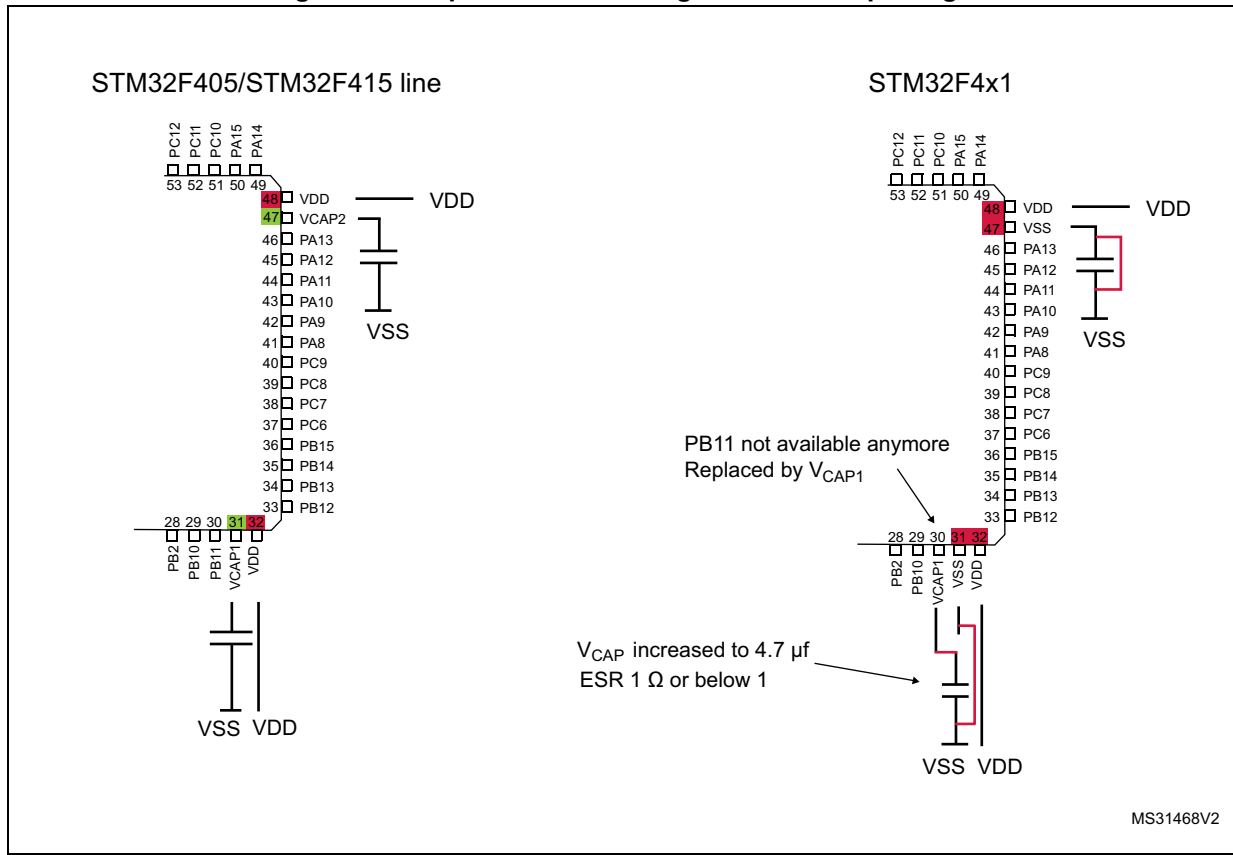 STM32F405/STM32F415 line
PC12
PC11
PC10
PA15
PA14
53 52 51 50 49
48 VDD
VDD
47 VCAP2
46 PA13
45 PA12
44 PA11
43 PA10
42 PA9
VSS
41 PA8
40 PC9
39 PC8
38 PC7
37 PC6
36 PB15
35 PB14
34 PB13
33 PB12
28 29 30 31 32
PB2
PB10
PB11
VCAP1
VDD
VSS VDD
STM32F4x1
PC12
PC11
PC10
PA15
PA14
53 52 51 50 49
48 VDD
VDD
47 VSS
46 PA13
45 PA12
44 PA11
43 PA10
42 PA9
VSS
41 PA8
40 PC9
39 PC8
38 PC7
37 PC6
36 PB15
35 PB14
34 PB13
33 PB12
PB11 not available anymore
Replaced by VCAP1
28 29 30 31 32
PB2
PB10
VCAP1
VSS
VDD
VCAP increased to 4.7 µf
ESR 1 Ω or below 1
VSS VDD
MS31468V2